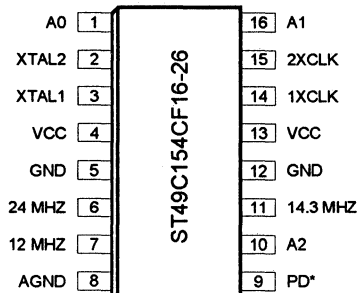 A0 1 16 A1
XTAL2 2 15 2XCLK
XTAL1 3 14 1XCLK
VCC 4 13 VCC
GND 5 12 GND
24 MHZ 6 11 14.3 MHZ
12 MHZ 7 10 A2
AGND 8 9 PD*
ST49C154CF16-26